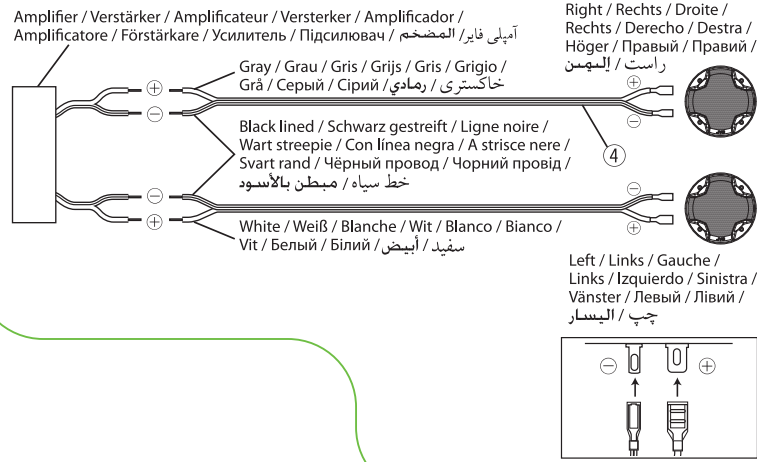 Amplifier / Verstärker / Amplificateur / Versterker / Amplificador /
Amplificatore / Förstärkare / Усилитель / Підсилювач / آمپلی فایر/ المضخم
Right / Rechts / Droite /
Rechts / Derecho / Destra /
Höger / Правый / Правий /
راست / اليمين
Gray / Grau / Gris / Grijs / Gris / Grigio /
Grå / Серый / Сірий / خاکستری / رمادي
⊕
⊖
⊕
⊖
Black lined / Schwarz gestreift / Ligne noire /
Wart streepie / Con línea negra / A strisce nere /
Svart rand / Чёрный провод / Чорний провід /
خط سیاه / مبطن بالأسود
④
⊖
⊕
⊖
⊕
White / Weiß / Blanche / Wit / Blanco / Bianco /
Vit / Белый / Білий / سفید / أبيض
Left / Links / Gauche /
Links / Izquierdo / Sinistra /
Vänster / Левый / Лівий /
چپ / اليسار
⊖ ⊕